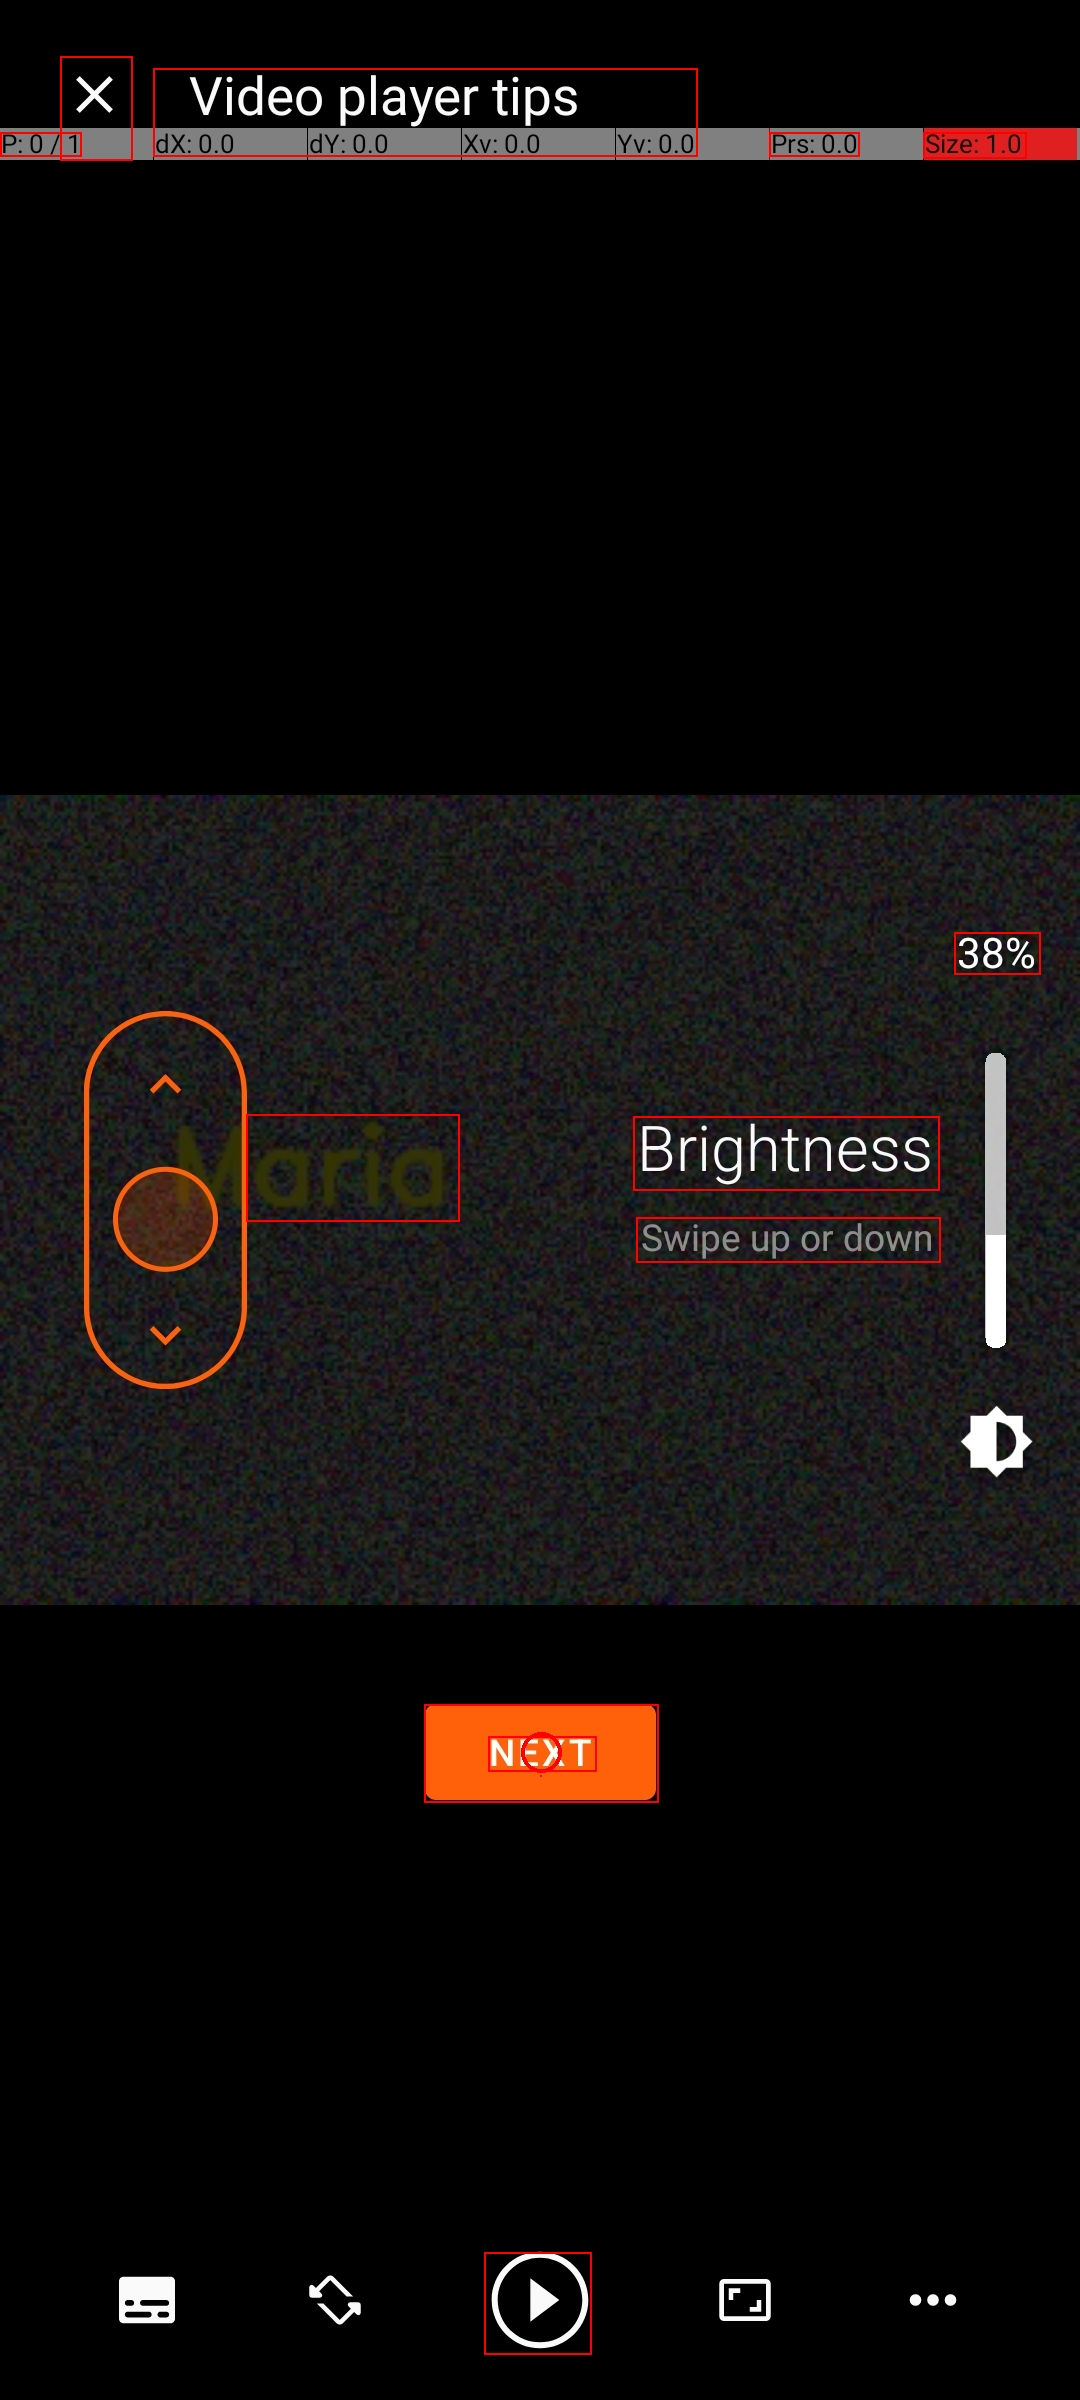 Video player tips
P: 0 / 1 dX: 0.0 dY: 0.0 Xv: 0.0 Yv: 0.0 Prs: 0.0 Size: 1.0
38%
Maria
Brightness
Swipe up or down
NEXT